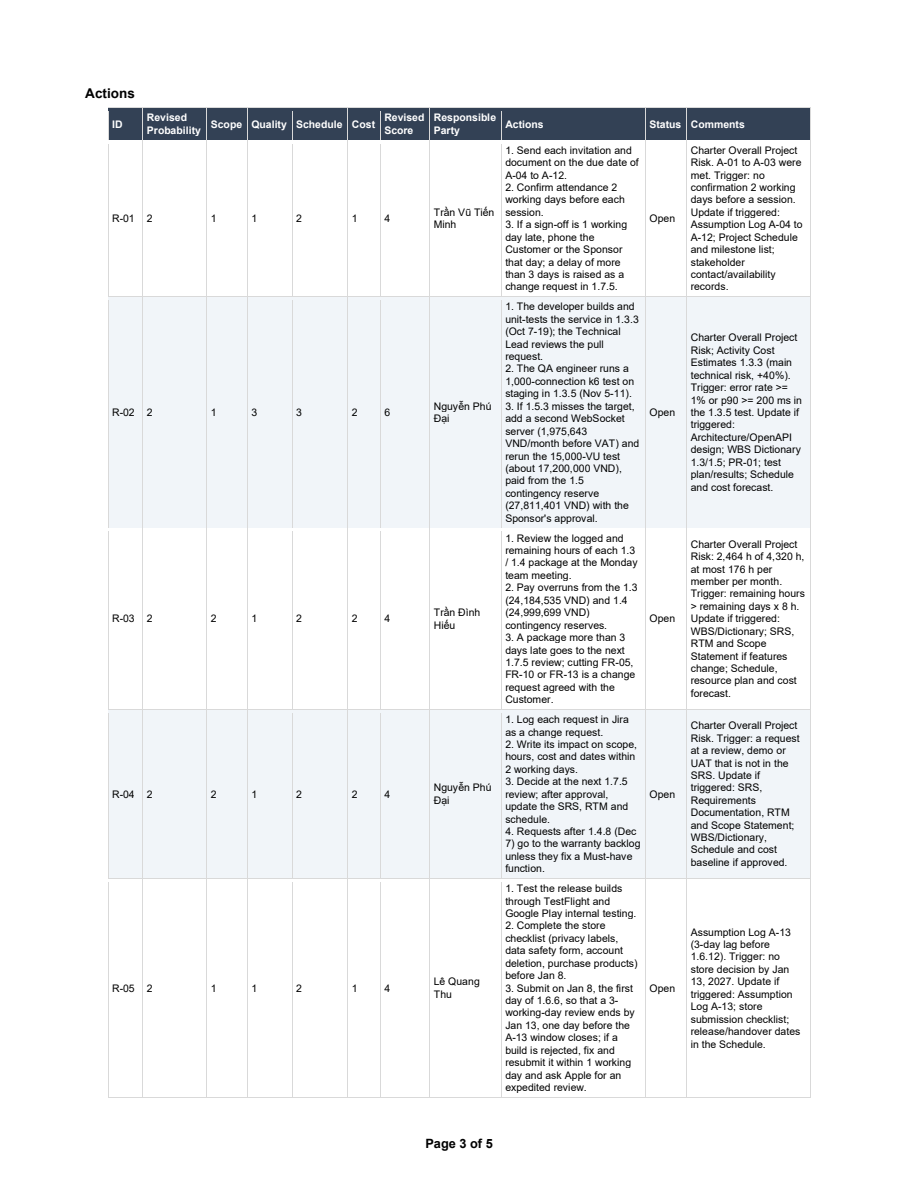 Actions
ID
Revised
Probability
Scope
Quality
Schedule
Cost
Revised
Score
Responsible
Party
Actions
Status
Comments
R-01
2
1
1
2
1
4
Trần Vũ Tiến
Minh
1. Send each invitation and
document on the due date of
A-04 to A-12.
2. Confirm attendance 2
working days before each
session.
3. If a sign-off is 1 working
day late, phone the
Customer or the Sponsor
that day; a delay of more
than 3 days is raised as a
change request in 1.7.5.
Open
Charter Overall Project
Risk. A-01 to A-03 were
met. Trigger: no
confirmation 2 working
days before a session.
Update if triggered:
Assumption Log A-04 to
A-12; Project Schedule
and milestone list;
stakeholder
contact/availability
records.
R-02
2
1
3
3
2
6
Nguyễn Phú
Đại
1. The developer builds and
unit-tests the service in 1.3.3
(Oct 7-19); the Technical
Lead reviews the pull
request.
2. The QA engineer runs a
1,000-connection k6 test on
staging in 1.3.5 (Nov 5-11).
3. If 1.5.3 misses the target,
add a second WebSocket
server (1,975,643
VND/month before VAT) and
rerun the 15,000-VU test
(about 17,200,000 VND),
paid from the 1.5
contingency reserve
(27,811,401 VND) with the
Sponsor's approval.
Open
Charter Overall Project
Risk; Activity Cost
Estimates 1.3.3 (main
technical risk, +40%).
Trigger: error rate >=
1% or p90 >= 200 ms in
the 1.3.5 test. Update if
triggered:
Architecture/OpenAPI
design; WBS Dictionary
1.3/1.5; PR-01; test
plan/results; Schedule
and cost forecast.
R-03
2
2
1
2
2
4
Trần Đình
Hiếu
1. Review the logged and
remaining hours of each 1.3
/ 1.4 package at the Monday
team meeting.
2. Pay overruns from the 1.3
(24,184,535 VND) and 1.4
(24,999,699 VND)
contingency reserves.
3. A package more than 3
days late goes to the next
1.7.5 review; cutting FR-05,
FR-10 or FR-13 is a change
request agreed with the
Customer.
Open
Charter Overall Project
Risk: 2,464 h of 4,320 h,
at most 176 h per
member per month.
Trigger: remaining hours
> remaining days x 8 h.
Update if triggered:
WBS/Dictionary; SRS,
RTM and Scope
Statement if features
change; Schedule,
resource plan and cost
forecast.
R-04
2
2
1
2
2
4
Nguyễn Phú
Đại
1. Log each request in Jira
as a change request.
2. Write its impact on scope,
hours, cost and dates within
2 working days.
3. Decide at the next 1.7.5
review; after approval,
update the SRS, RTM and
schedule.
4. Requests after 1.4.8 (Dec
7) go to the warranty backlog
unless they fix a Must-have
function.
Open
Charter Overall Project
Risk. Trigger: a request
at a review, demo or
UAT that is not in the
SRS. Update if
triggered: SRS,
Requirements
Documentation, RTM
and Scope Statement;
WBS/Dictionary,
Schedule and cost
baseline if approved.
R-05
2
1
1
2
1
4
Lê Quang
Thu
1. Test the release builds
through TestFlight and
Google Play internal testing.
2. Complete the store
checklist (privacy labels,
data safety form, account
deletion, purchase products)
before Jan 8.
3. Submit on Jan 8, the first
day of 1.6.6, so that a 3-
working-day review ends by
Jan 13, one day before the
A-13 window closes; if a
build is rejected, fix and
resubmit it within 1 working
day and ask Apple for an
expedited review.
Open
Assumption Log A-13
(3-day lag before
1.6.12). Trigger: no
store decision by Jan
13, 2027. Update if
triggered: Assumption
Log A-13; store
submission checklist;
release/handover dates
in the Schedule.
Page 3 of 5